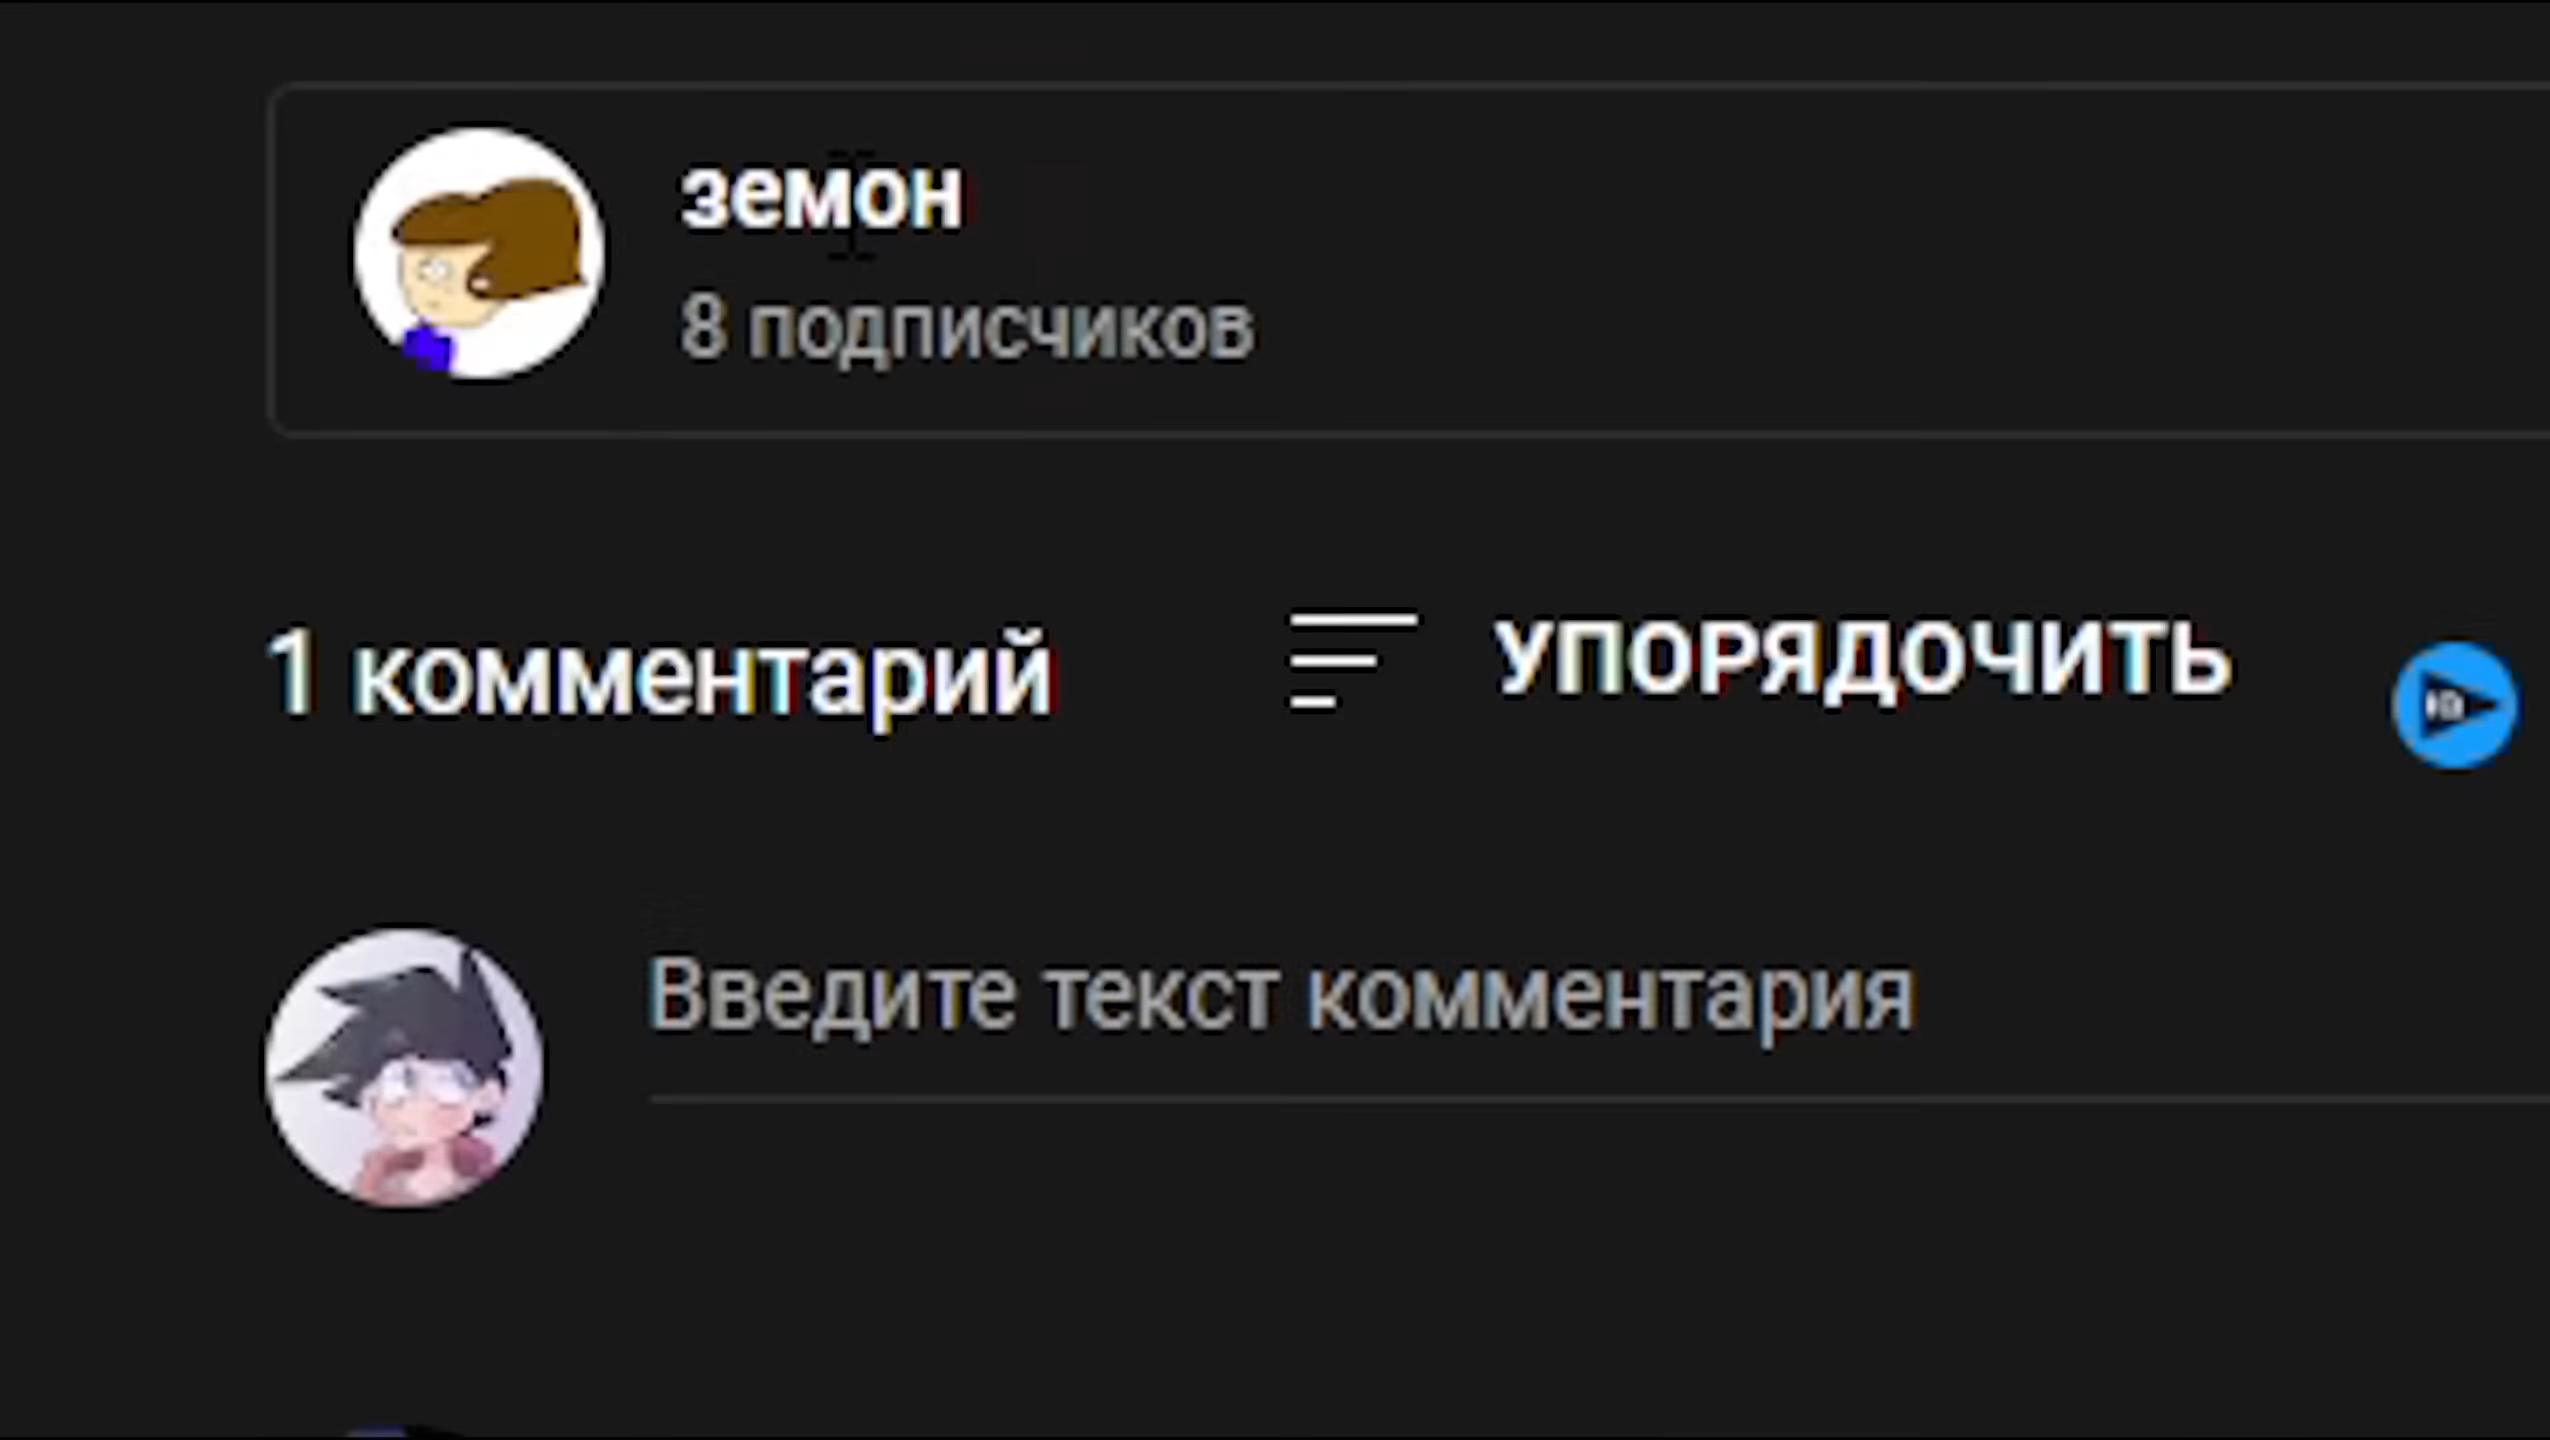 земон
8 подписчиков
1 комментарий
УПОРЯДОЧИТЬ
Введите текст комментария